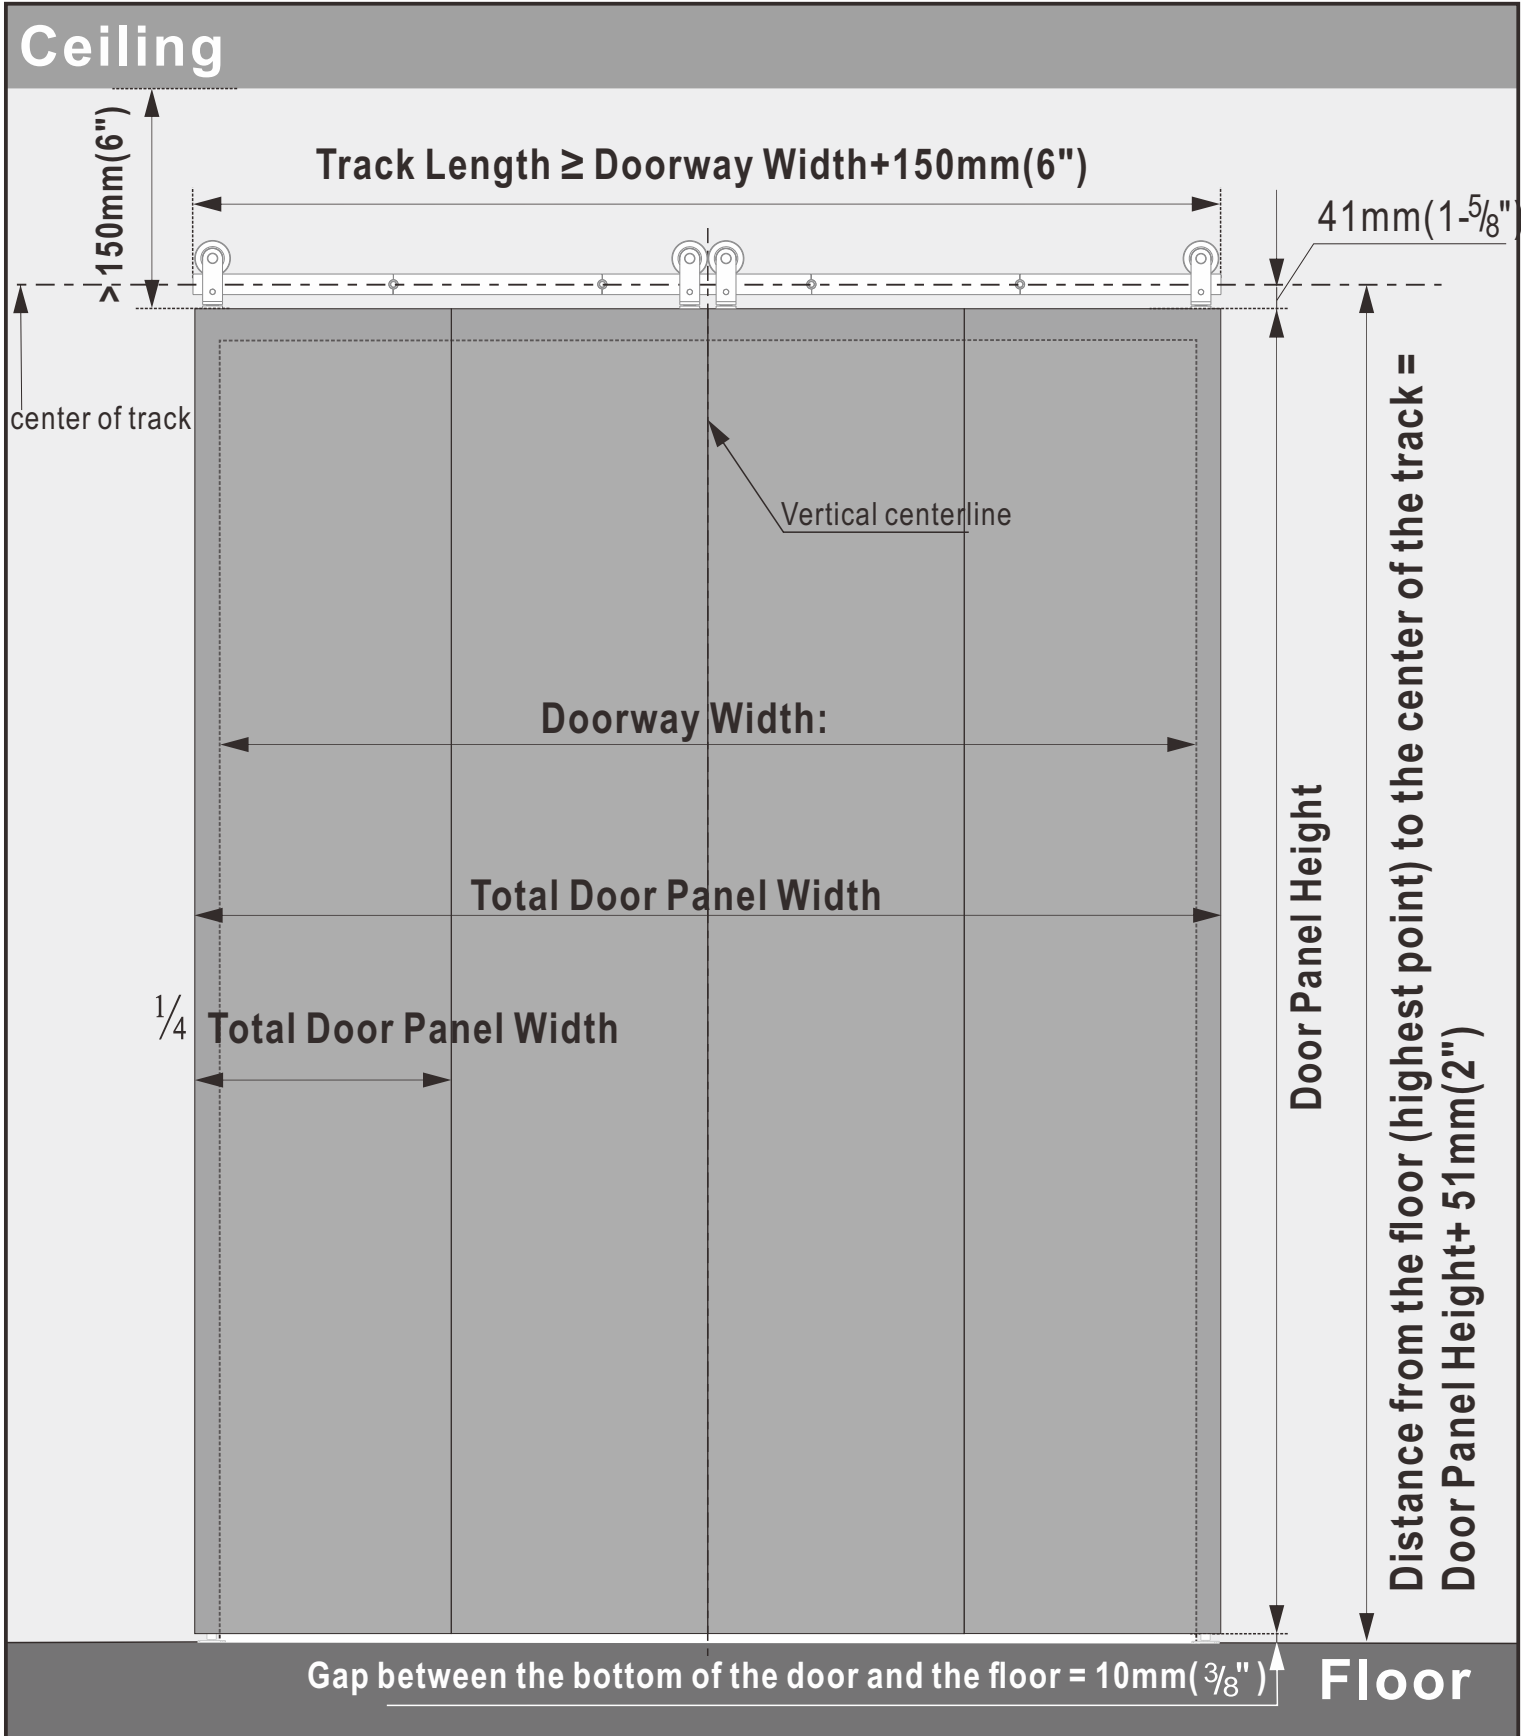 Ceiling
>150mm(6")
Track Length ≥ Doorway Width+150mm(6")
41mm(1-5/8")
center of track
Vertical centerline
Doorway Width:
Total Door Panel Width
1/4 Total Door Panel Width
Door Panel Height
Distance from the floor (highest point) to the center of the track =
Door Panel Height+ 51mm(2")
Gap between the bottom of the door and the floor = 10mm(3/8")
Floor